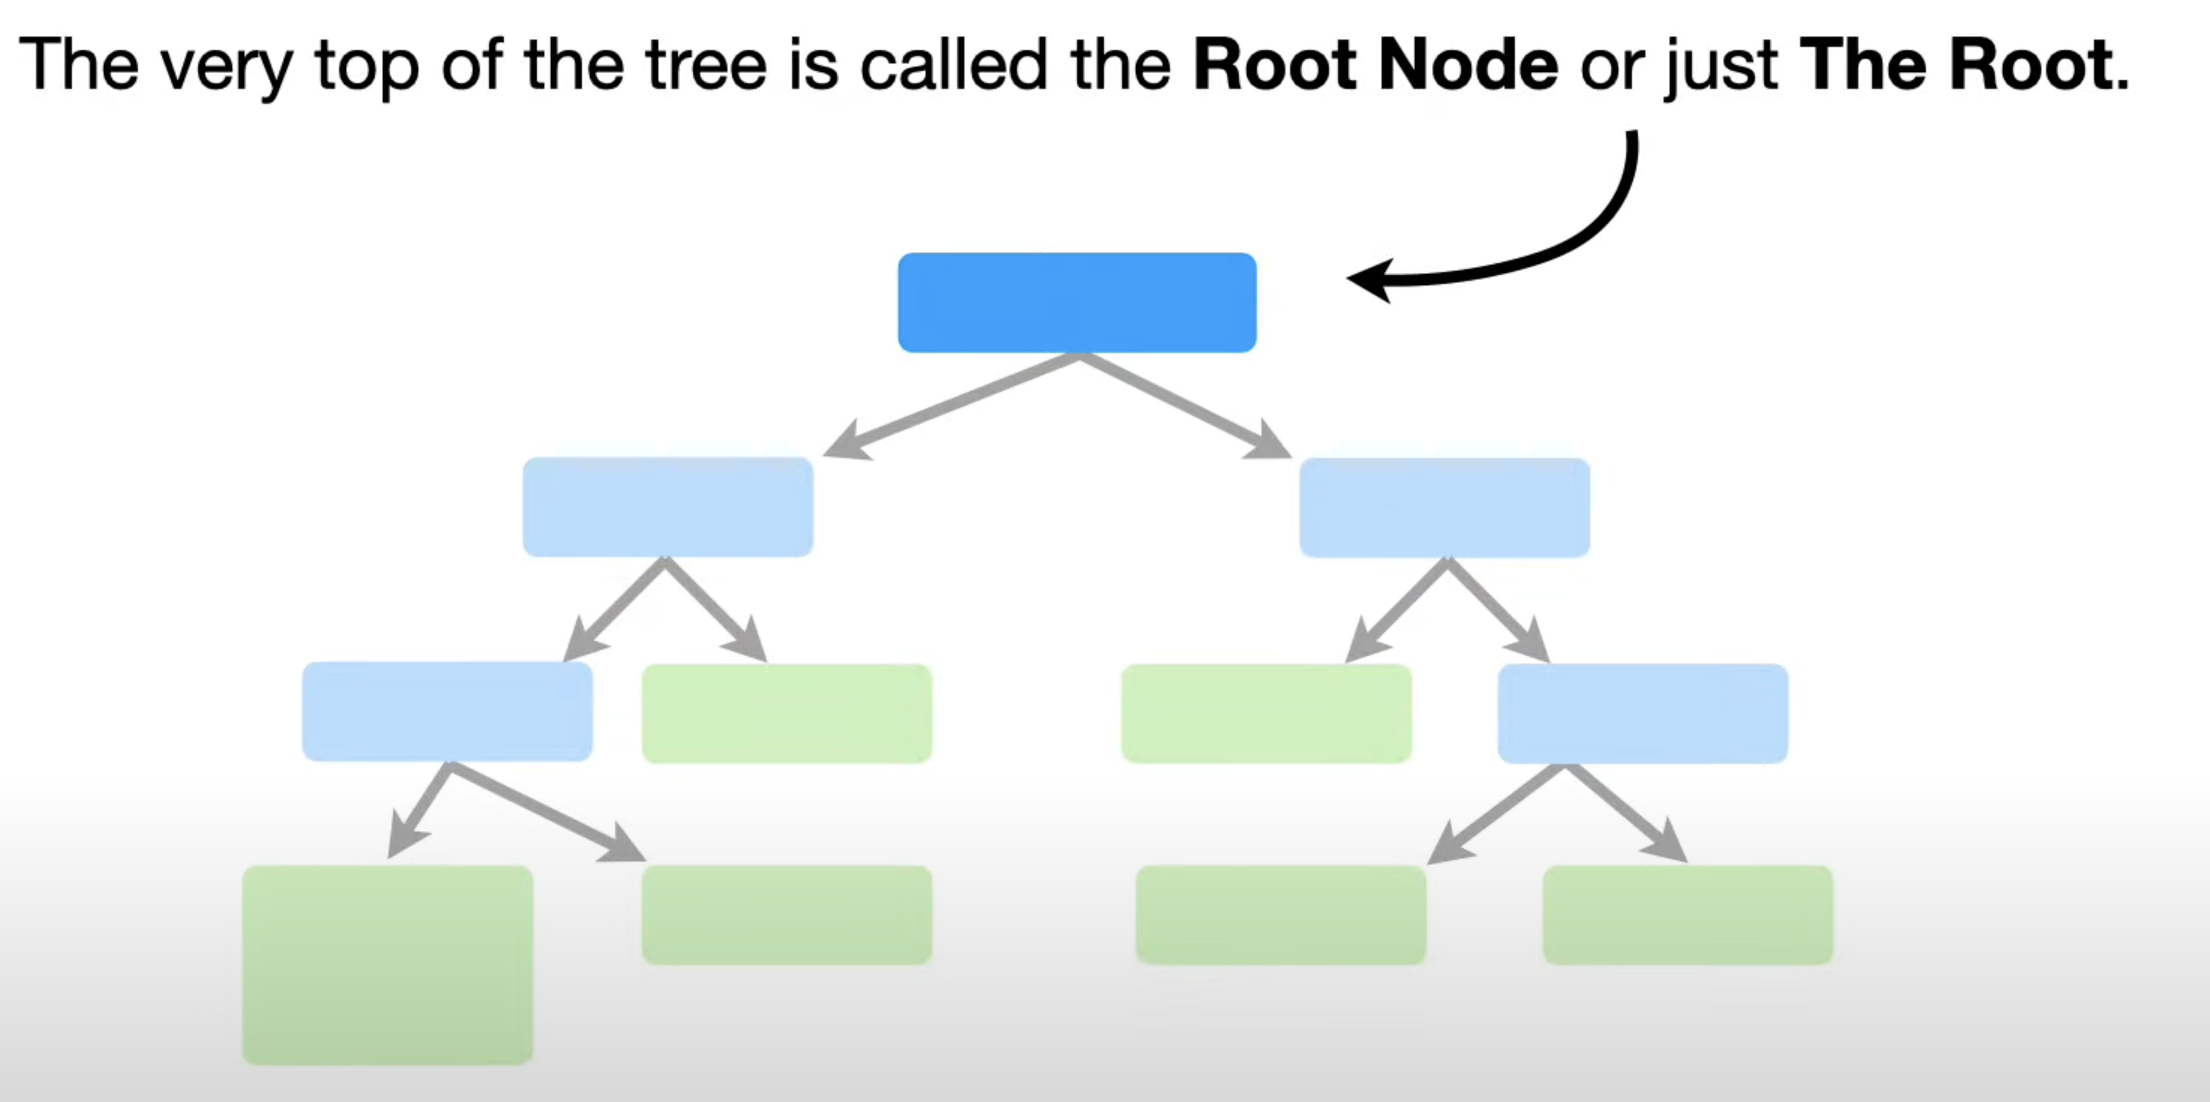 The very top of the tree is called the Root Node or just The Root.